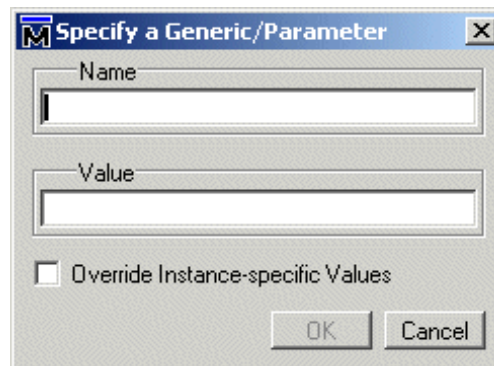 Specify a Generic/Parameter
Name
Value
Override Instance-specific Values
OK Cancel